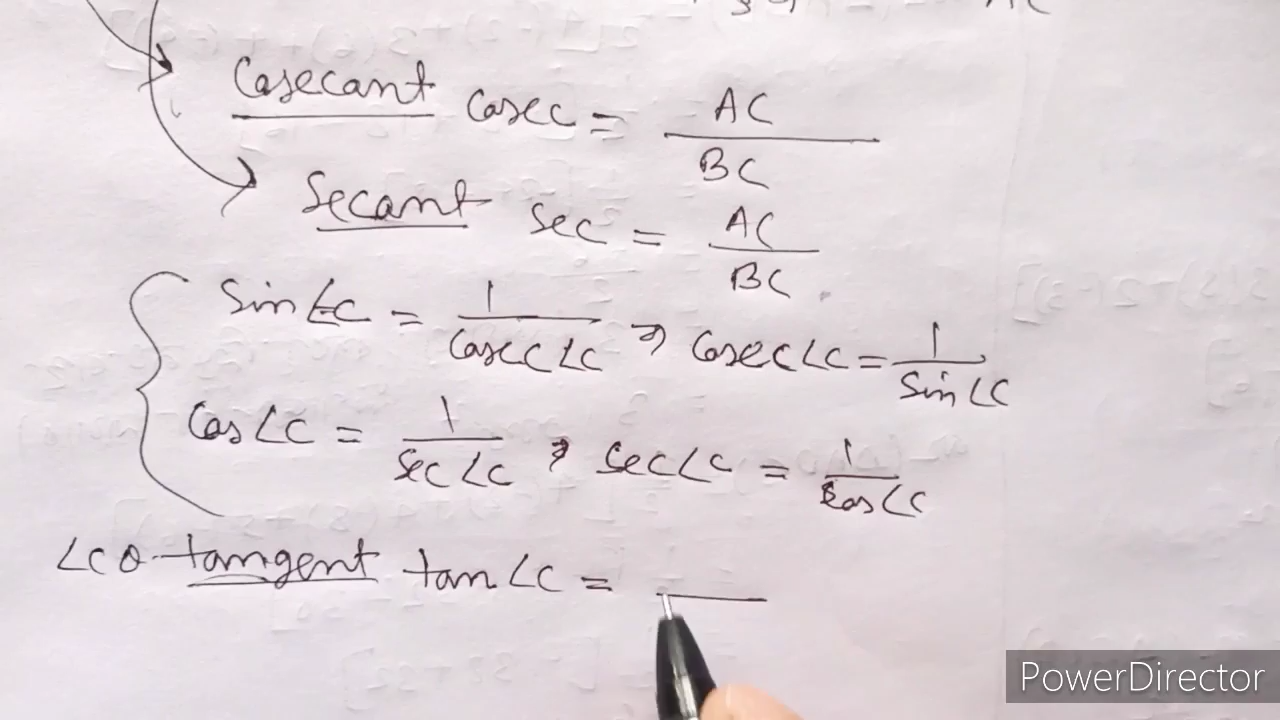 AC
Cosecant cosec = AC / BC
Secant sec = AC / BC
Sin∠C = 1 / Cosec∠C ⇒ Cosec∠C = 1 / Sin∠C
Cos∠C = 1 / Sec∠C ⇒ Sec∠C = 1 / Cos∠C
∠C θ tangent tan∠C =
PowerDirector